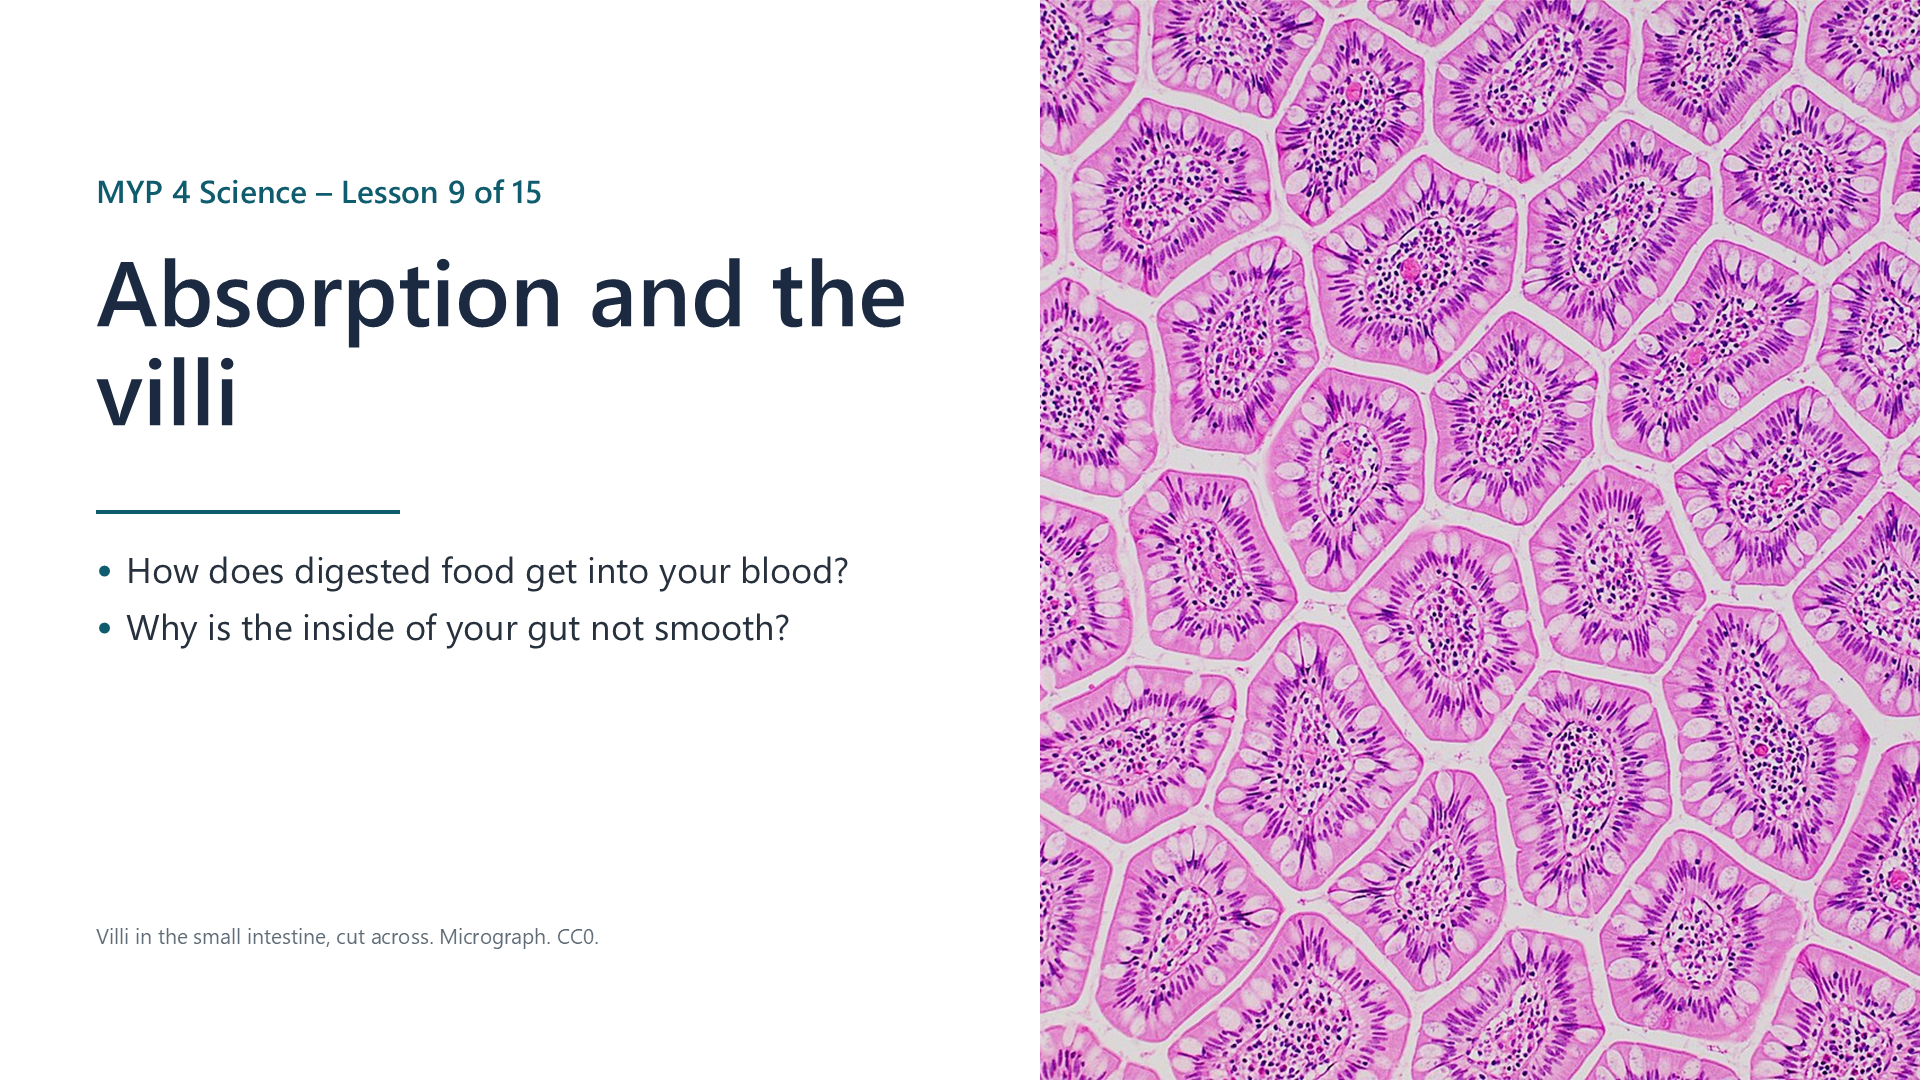 MYP 4 Science – Lesson 9 of 15
Absorption and the
villi
• How does digested food get into your blood?
• Why is the inside of your gut not smooth?
Villi in the small intestine, cut across. Micrograph. CC0.